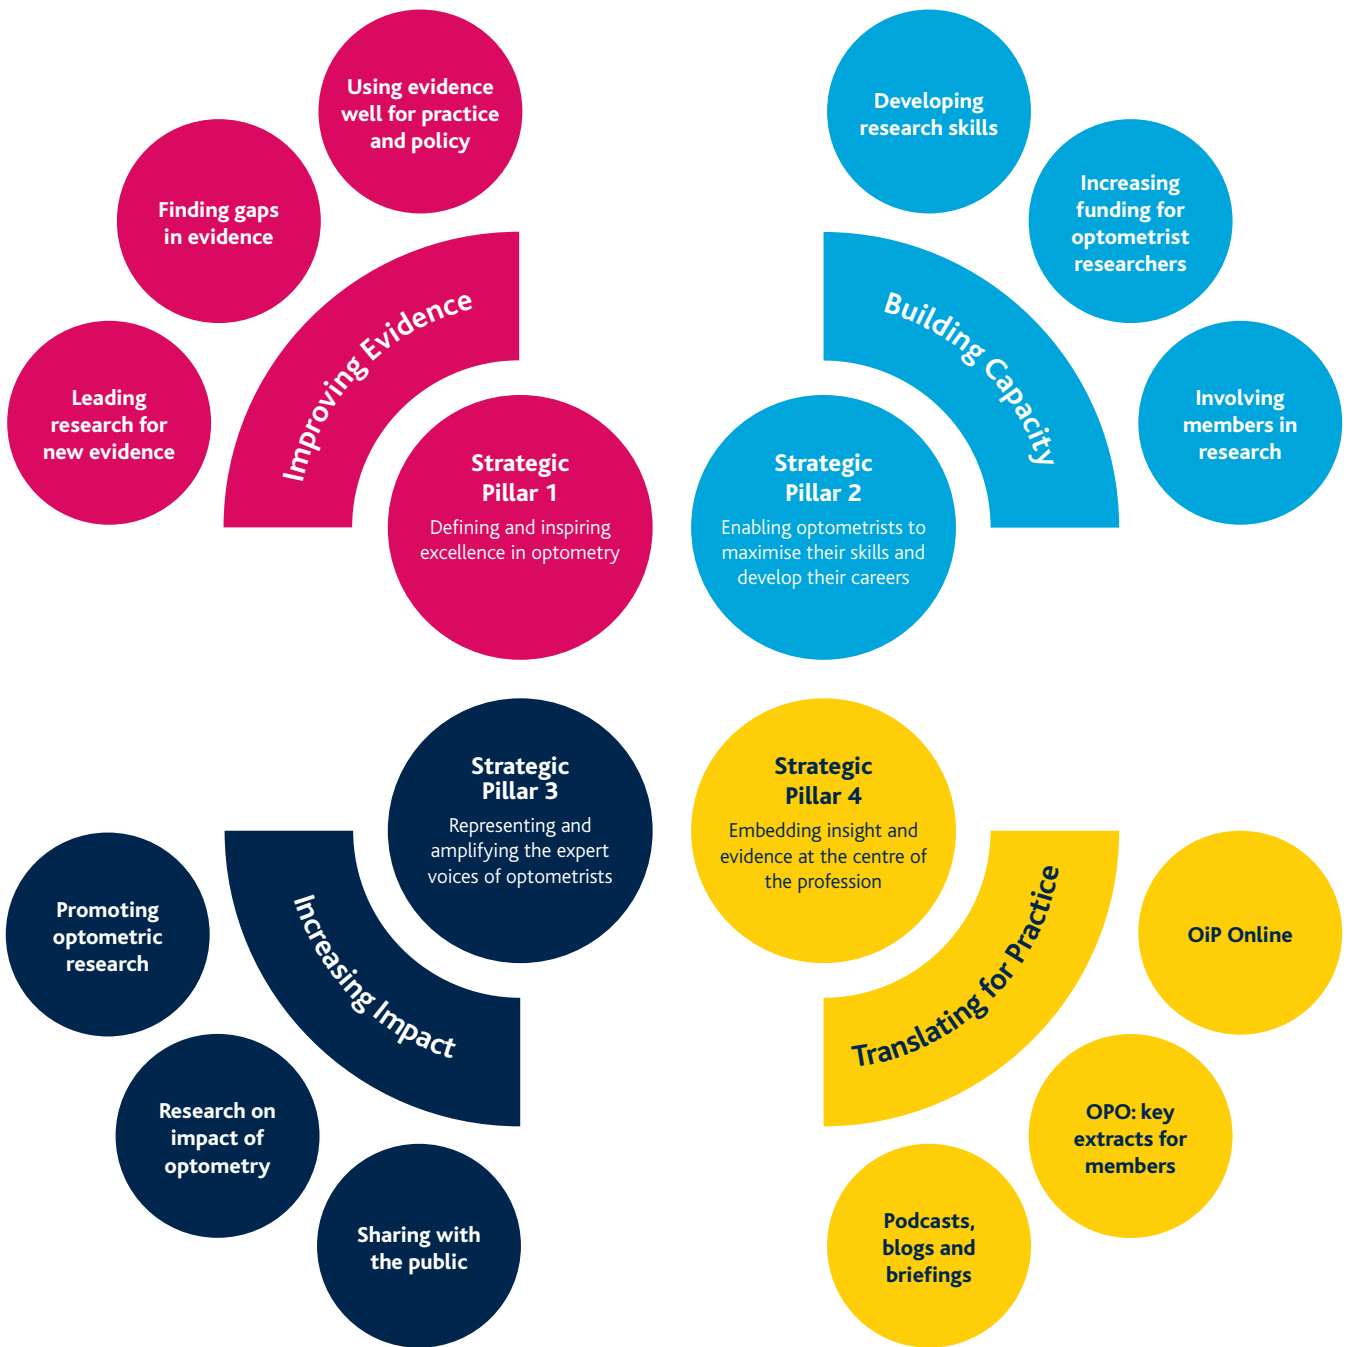 Using evidence
well for practice
and policy
Finding gaps
in evidence
Leading
research for
new evidence
Improving Evidence
Strategic
Pillar 1
Defining and inspiring
excellence in optometry
Developing
research skills
Increasing
funding for
optometrist
researchers
Involving
members in
research
Building Capacity
Strategic
Pillar 2
Enabling optometrists to
maximise their skills and
develop their careers
Strategic
Pillar 3
Representing and
amplifying the expert
voices of optometrists
Increasing Impact
Promoting
optometric
research
Research on
impact of
optometry
Sharing with
the public
Strategic
Pillar 4
Embedding insight and
evidence at the centre of
the profession
Translating for Practice
OiP Online
OPO: key
extracts for
members
Podcasts,
blogs and
briefings